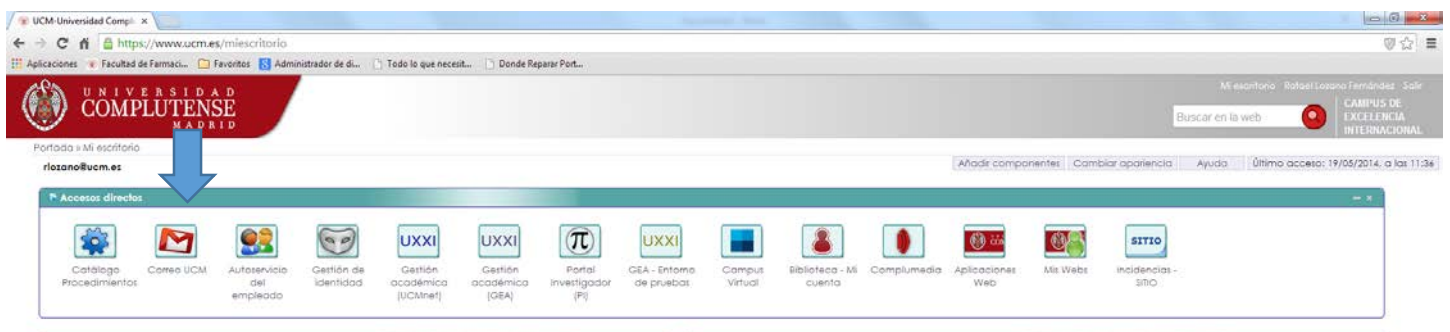 UCM-Universidad Compl
https://www.ucm.es/miescritorio
Aplicaciones Facultad de Farmaci... Favoritos Administrador de di... Todo lo que necesit... Donde Reparar Port...
UNIVERSIDAD
COMPLUTENSE
MADRID
Mi escritorio Rafael Lozano Fernández Salir
Buscar en la web
CAMPUS DE
EXCELENCIA
INTERNACIONAL
Portada » Mi escritorio
rlozano@ucm.es
Añadir componentes Cambiar apariencia Ayuda Último acceso: 19/05/2014, a las 11:36
Accesos directos
UXXI
UXXI
π
UXXI
SITIO
Catálogo
Procedimientos
Correo UCM
Autoservicio
del
empleado
Gestión de
Identidad
Gestión
académica
(UCMnet)
Gestión
académica
(GEA)
Portal
Investigador
(PI)
GEA - Entorno
de pruebas
Campus
Virtual
Biblioteca - Mi
cuenta
Complumedia
Aplicaciones
Web
Mis Webs
Incidencias -
SITIO